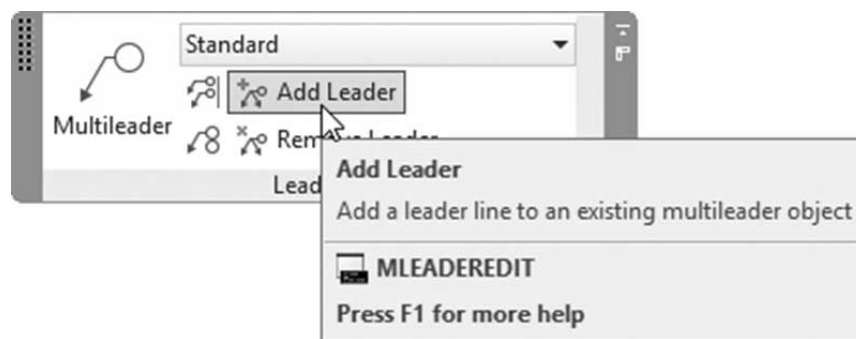 Standard
Add Leader
Multileader
Add Leader
Add a leader line to an existing multileader object
MLEADEREDIT
Press F1 for more help